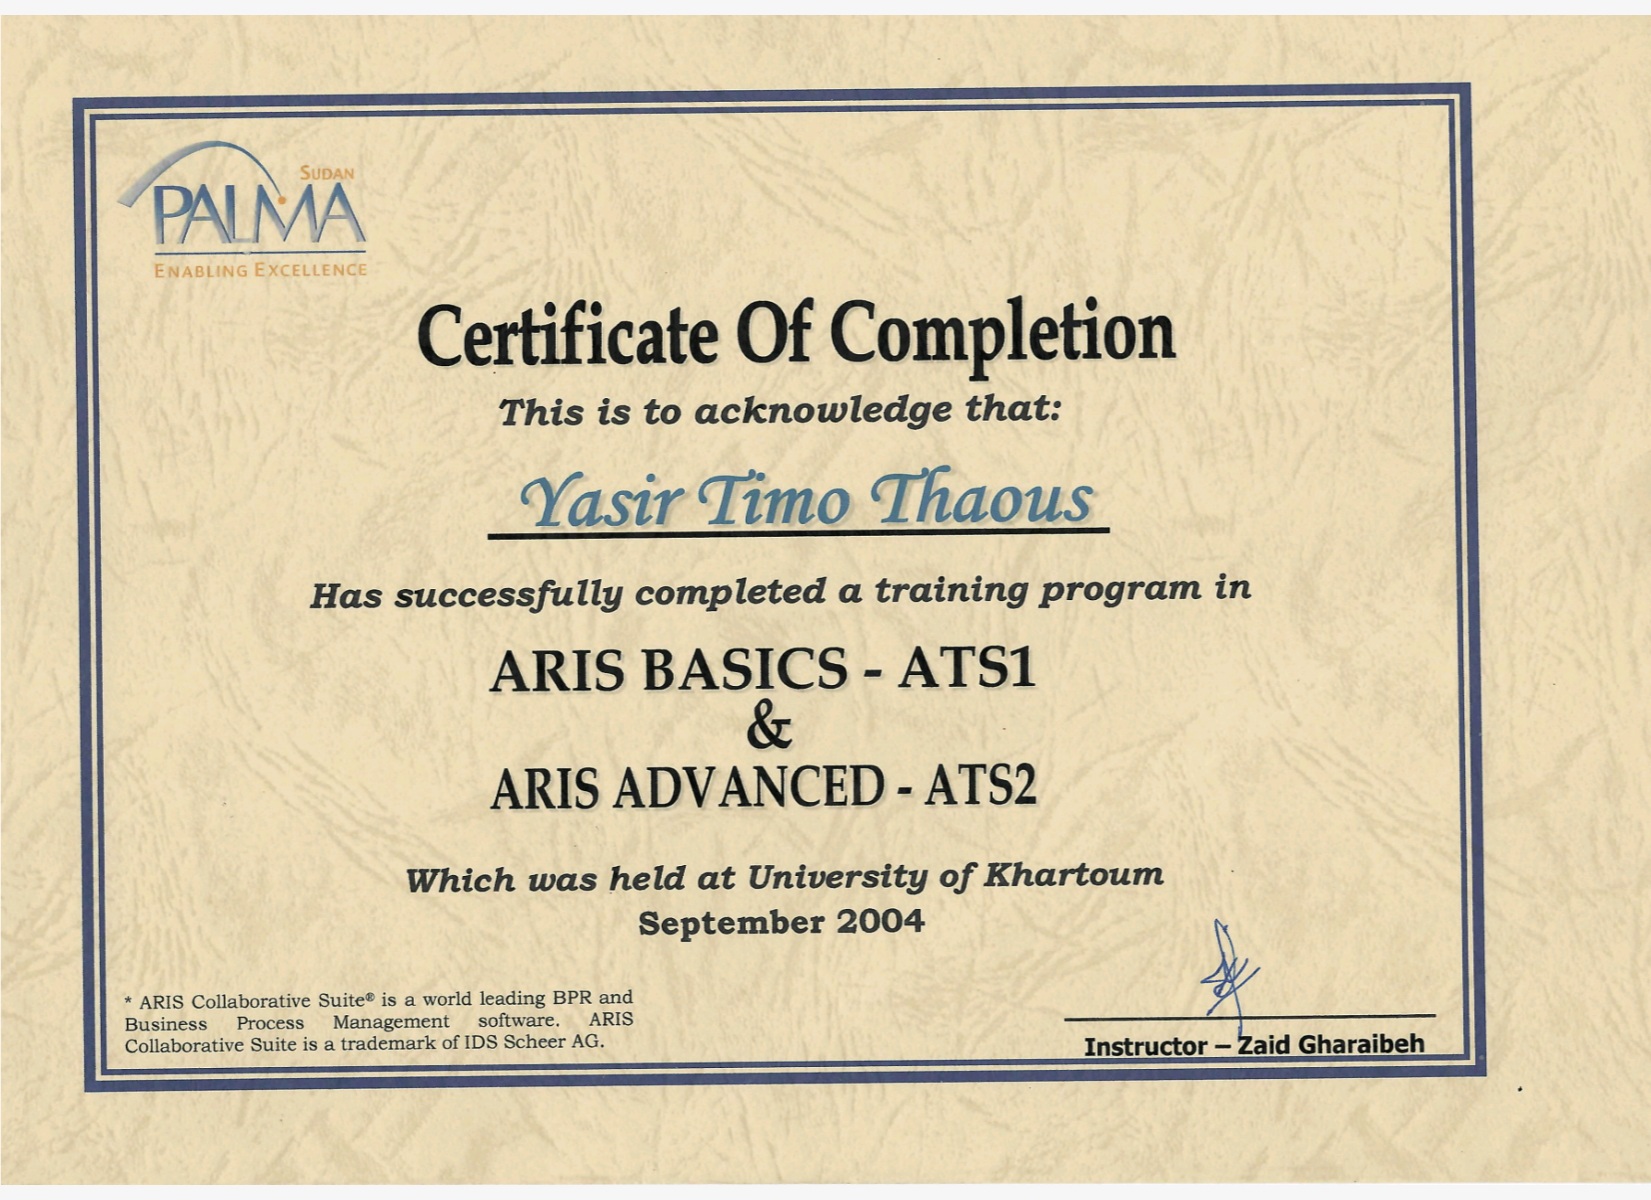 SUDAN
PALMA
ENABLING EXCELLENCE
Certificate Of Completion
This is to acknowledge that:
Yasir Timo Thaous
Has successfully completed a training program in
ARIS BASICS - ATS1
&
ARIS ADVANCED - ATS2
Which was held at University of Khartoum
September 2004
* ARIS Collaborative Suite® is a world leading BPR and
Business Process Management software. ARIS
Collaborative Suite is a trademark of IDS Scheer AG.
Instructor – Zaid Gharaibeh